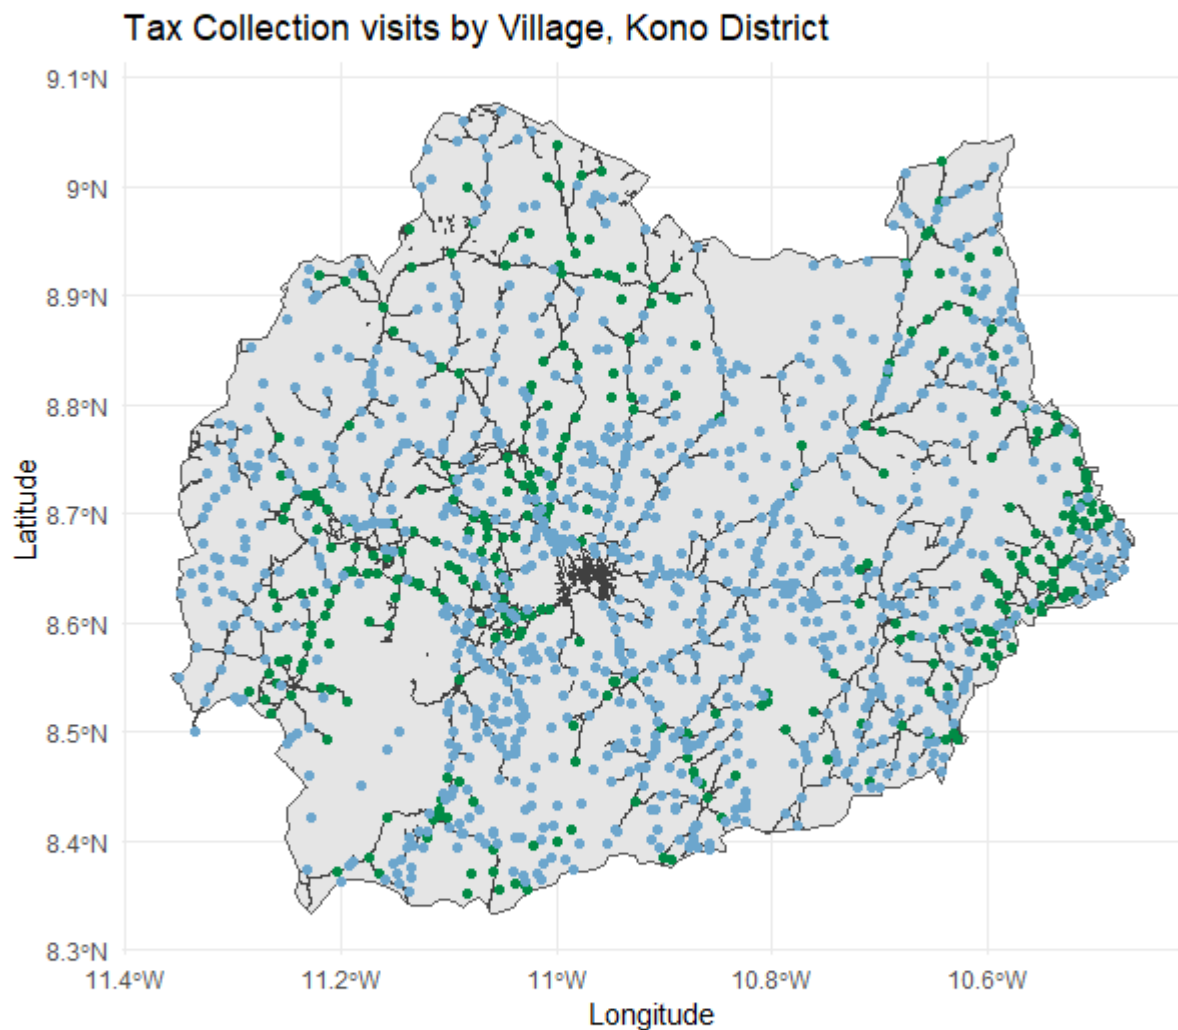 Tax Collection visits by Village, Kono District
9.1°N
9°N
8.9°N
8.8°N
8.7°N
8.6°N
8.5°N
8.4°N
8.3°N
Latitude
11.4°W 11.2°W 11°W 10.8°W 10.6°W
Longitude